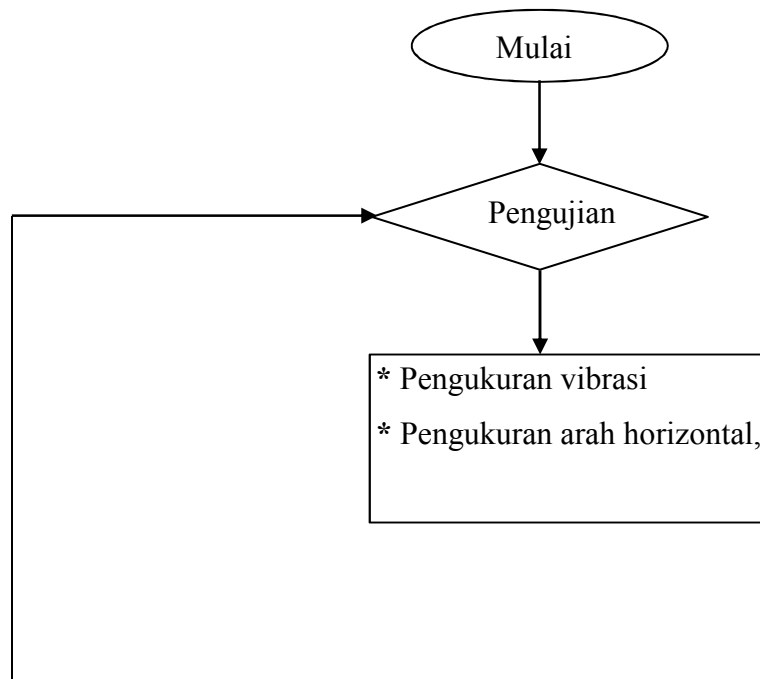 Mulai
Pengujian
* Pengukuran vibrasi
* Pengukuran arah horizontal,